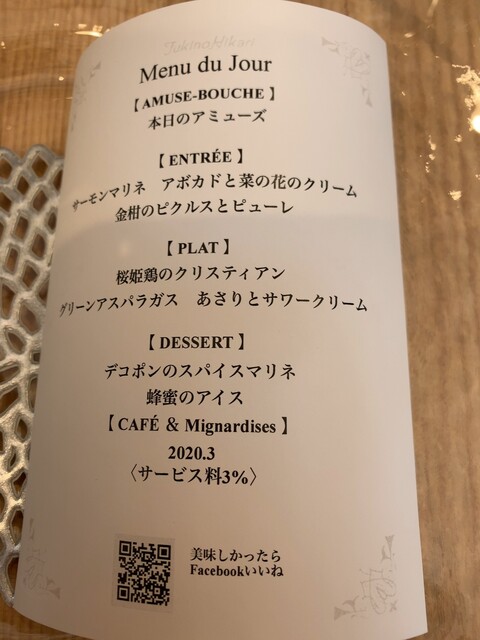 Tukino Hikari
Menu du Jour
【 AMUSE-BOUCHE 】
本日のアミューズ
【 ENTRÉE 】
サーモンマリネ　アボカドと菜の花のクリーム
金柑のピクルスとピューレ
【 PLAT 】
桜姫鶏のクリスティアン
グリーンアスパラガス　あさりとサワークリーム
【 DESSERT 】
デコポンのスパイスマリネ
蜂蜜のアイス
【 CAFÉ & Mignardises 】
2020.3
〈サービス料3%〉
美味しかったら
Facebookいいね